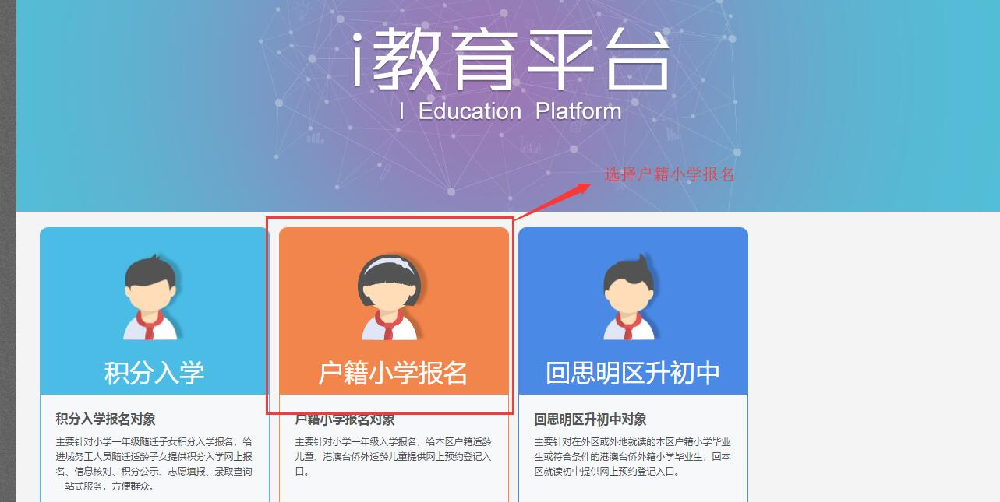 i教育平台
I Education Platform
选择户籍小学报名
积分入学
积分入学报名对象
主要针对小学一年级随迁子女积分入学报名，给
进城务工人员随迁适龄子女提供积分入学网上报
名、信息核对、积分公示、志愿填报、录取查询
一站式服务，方便群众。
户籍小学报名
户籍小学报名对象
主要针对小学一年级入学报名，给本区户籍适龄
儿童、港澳台侨外适龄儿童提供网上预约登记入
口。
回思明区升初中
回思明区升初中对象
主要针对在外区或外地就读的本区户籍小学毕业
生或符合条件的港澳台侨外籍小学毕业生，回本
区就读初中提供网上预约登记入口。